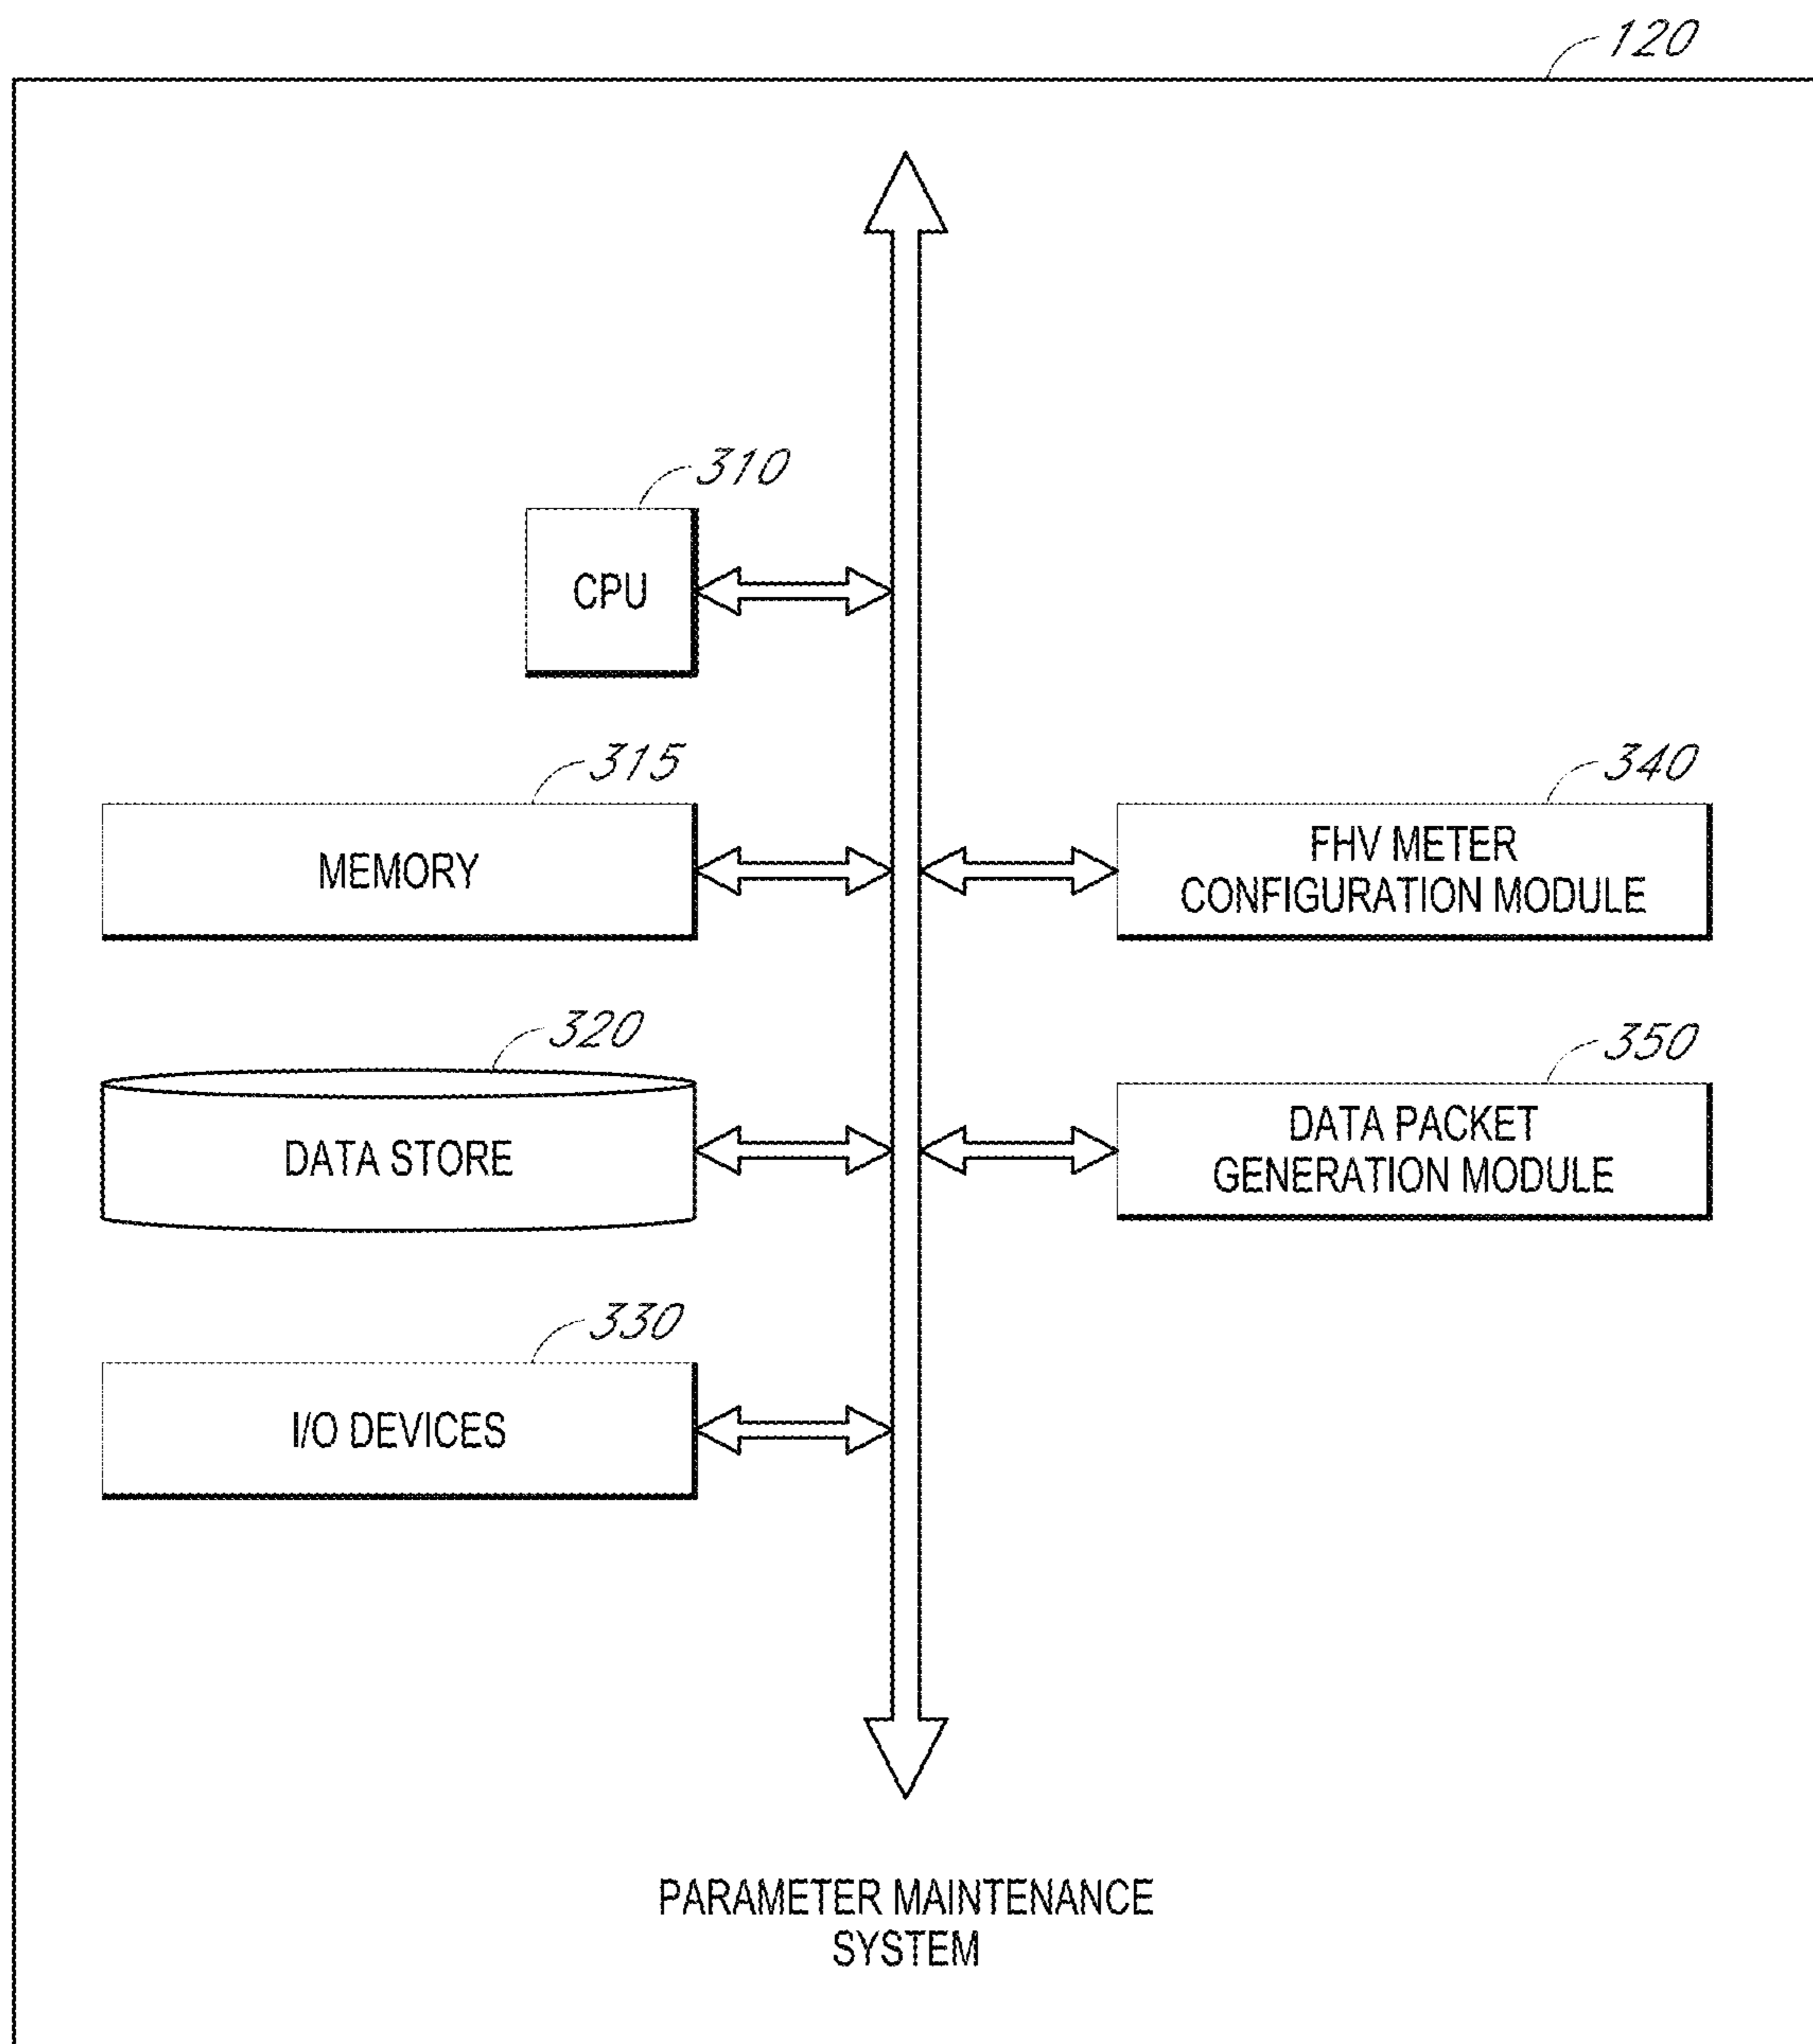 120
310
CPU
315
MEMORY
340
FHV METER
CONFIGURATION MODULE
320
DATA STORE
350
DATA PACKET
GENERATION MODULE
330
I/O DEVICES
PARAMETER MAINTENANCE
SYSTEM